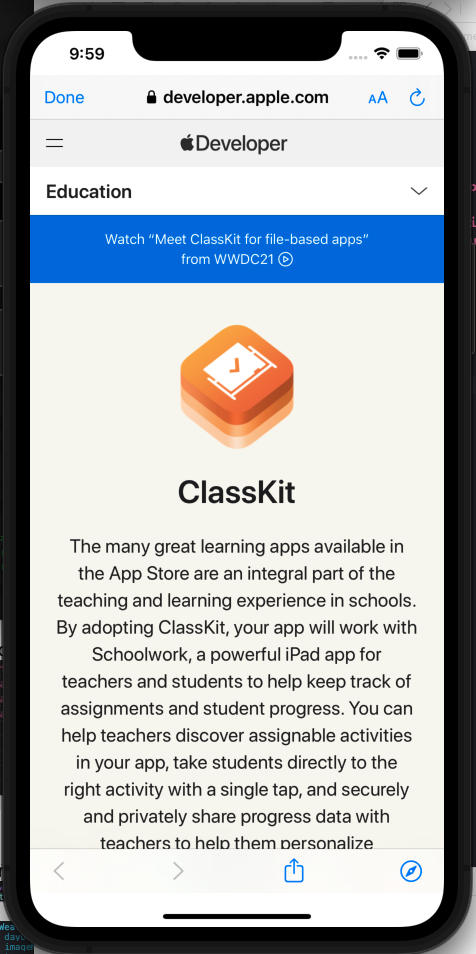 9:59
Done
developer.apple.com
AA
Developer
Education
Watch “Meet ClassKit for file-based apps”
from WWDC21
ClassKit
The many great learning apps available in
the App Store are an integral part of the
teaching and learning experience in schools.
By adopting ClassKit, your app will work with
Schoolwork, a powerful iPad app for
teachers and students to help keep track of
assignments and student progress. You can
help teachers discover assignable activities
in your app, take students directly to the
right activity with a single tap, and securely
and privately share progress data with
teachers to help them personalize